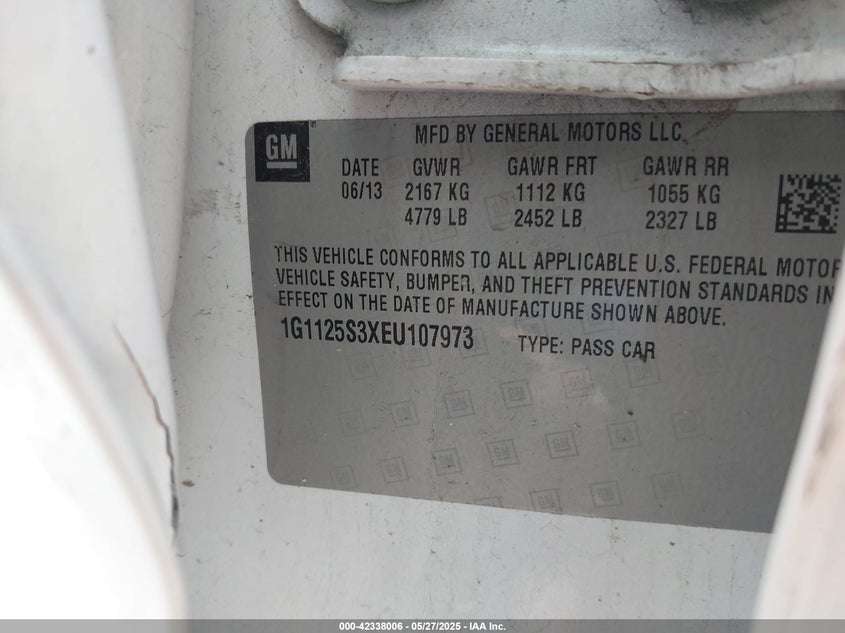 GM
MFD BY GENERAL MOTORS LLC
DATE GVWR GAWR FRT GAWR RR
06/13 2167 KG 1112 KG 1055 KG
4779 LB 2452 LB 2327 LB
THIS VEHICLE CONFORMS TO ALL APPLICABLE U.S. FEDERAL MOTOR
VEHICLE SAFETY, BUMPER, AND THEFT PREVENTION STANDARDS IN
EFFECT ON THE DATE OF MANUFACTURE SHOWN ABOVE.
1G1125S3XEU107973 TYPE: PASS CAR
000-42338006 — 05/27/2025 — IAA Inc.